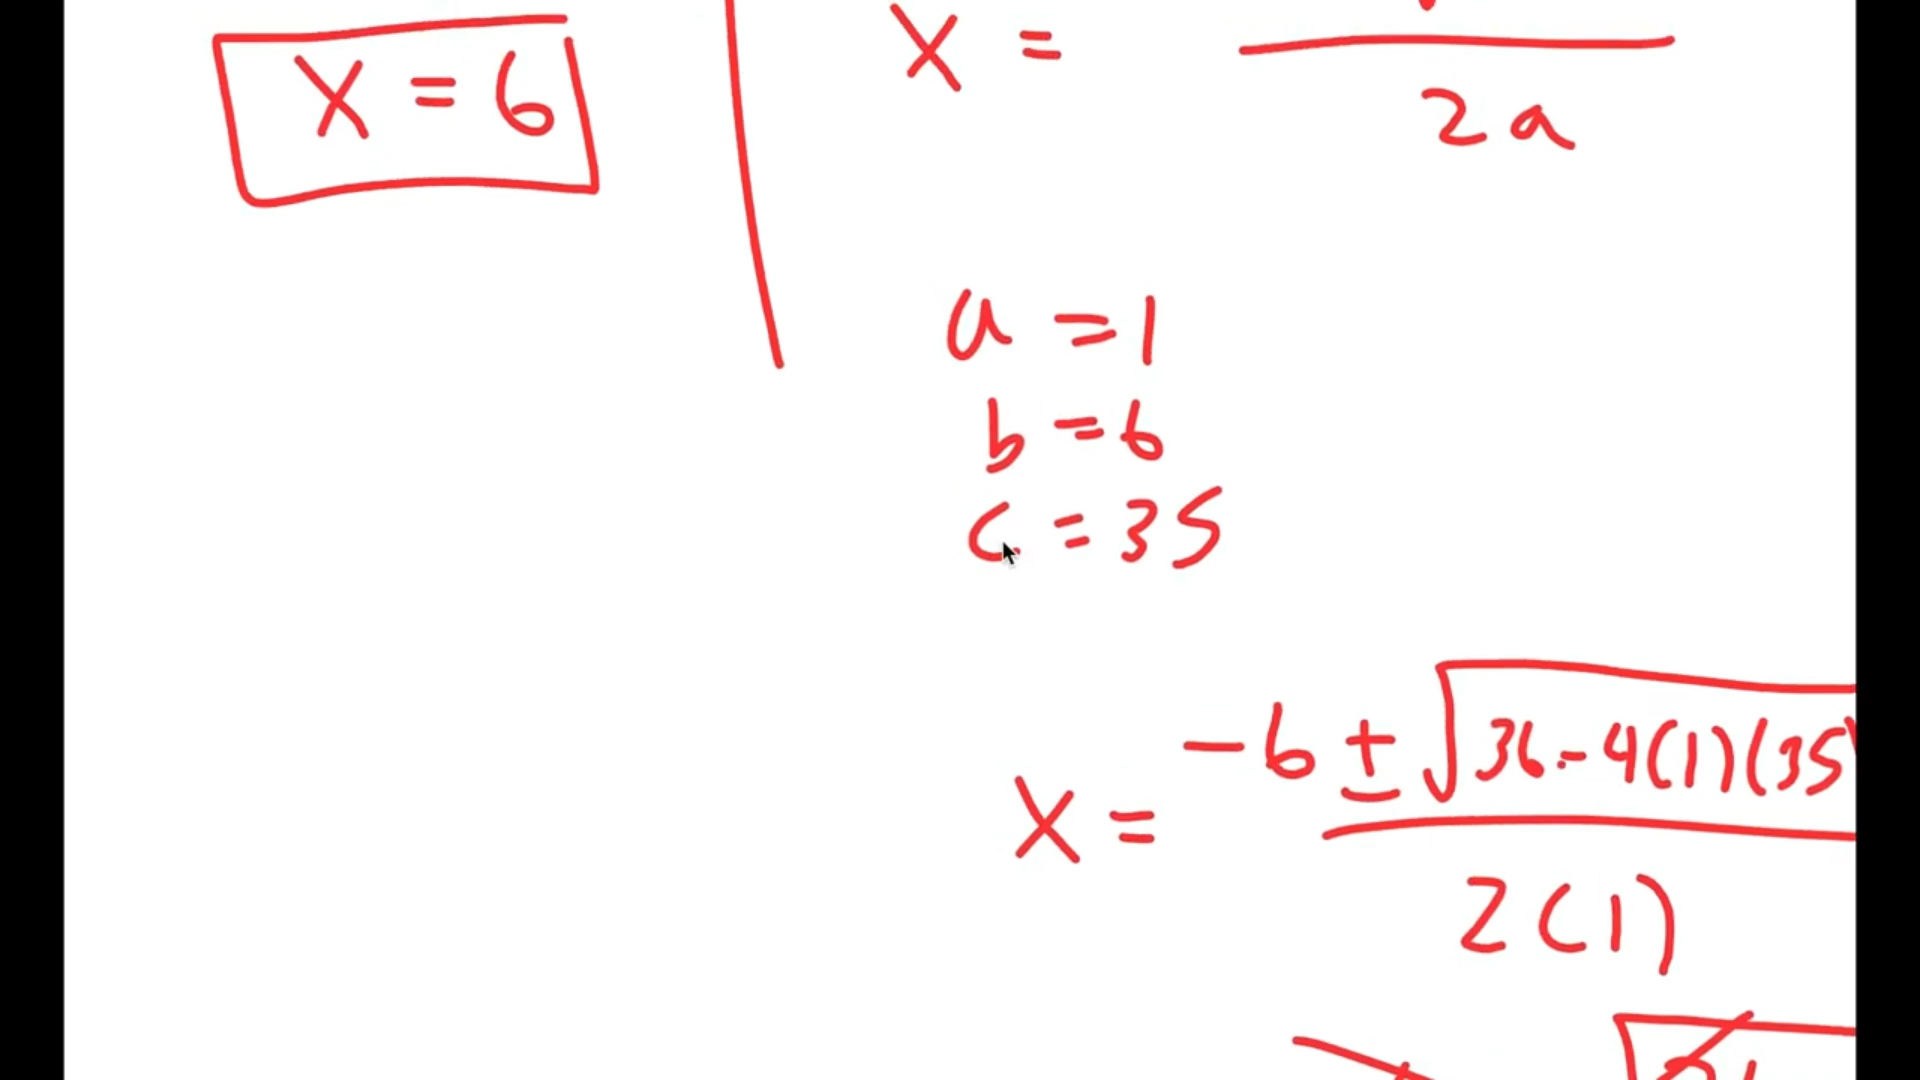 x = 6
x =
2a
a = 1
b = 6
c = 35
-6 ± √36-4(1)(35
x =
2(1)